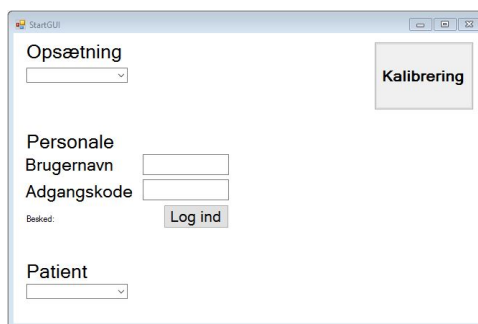 StartGUI
Opsætning
Kalibrering
Personale
Brugernavn
Adgangskode
Besked:
Log ind
Patient